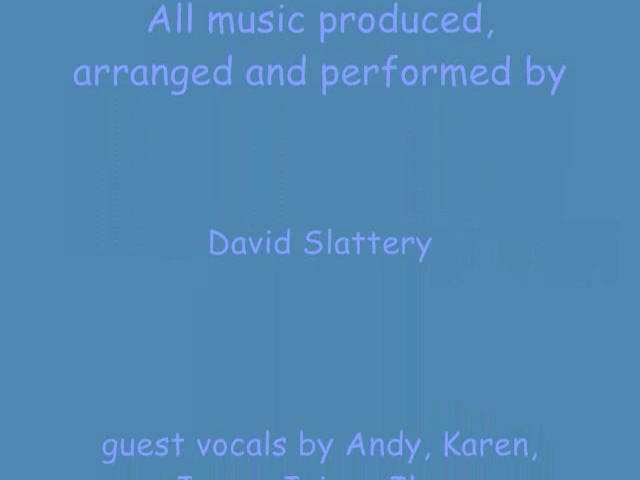 All music produced,
arranged and performed by
David Slattery
guest vocals by Andy, Karen,